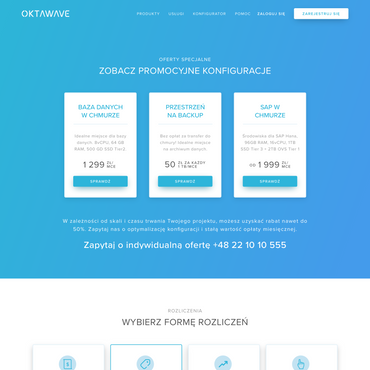 OKTAWAVE
PRODUKTY USŁUGI KONFIGURATOR POMOC ZALOGUJ SIĘ ZAREJESTRUJ SIĘ
OFERTY SPECJALNE
ZOBACZ PROMOCYJNE KONFIGURACJE
BAZA DANYCH
W CHMURZE
Idealne miejsce dla bazy
danych. 8vCPU, 64 GB
RAM, 500 GB SSD Tier2.
1 299 ZŁ/
MCE
SPRAWDŹ
PRZESTRZEŃ
NA BACKUP
Bez opłat za transfer do
chmury! Idealne miejsce
na archiwum danych.
50 ZŁ ZA KAŻDY
1 TB/MCE
SPRAWDŹ
SAP W
CHMURZE
Środowisko dla SAP Hana.
96GB RAM, 16vCPU, 1TB
SSD Tier 3 + 2TB OVS Tier 1
OD 1 999 ZŁ/
MCE
SPRAWDŹ
W zależności od skali i czasu trwania Twojego projektu, możesz uzyskać rabat nawet do
50%. Zapytaj nas o optymalizację konfiguracji i stałą wartość opłaty miesięcznej.
Zapytaj o indywidualną ofertę +48 22 10 10 555
ROZLICZENIA
WYBIERZ FORMĘ ROZLICZEŃ